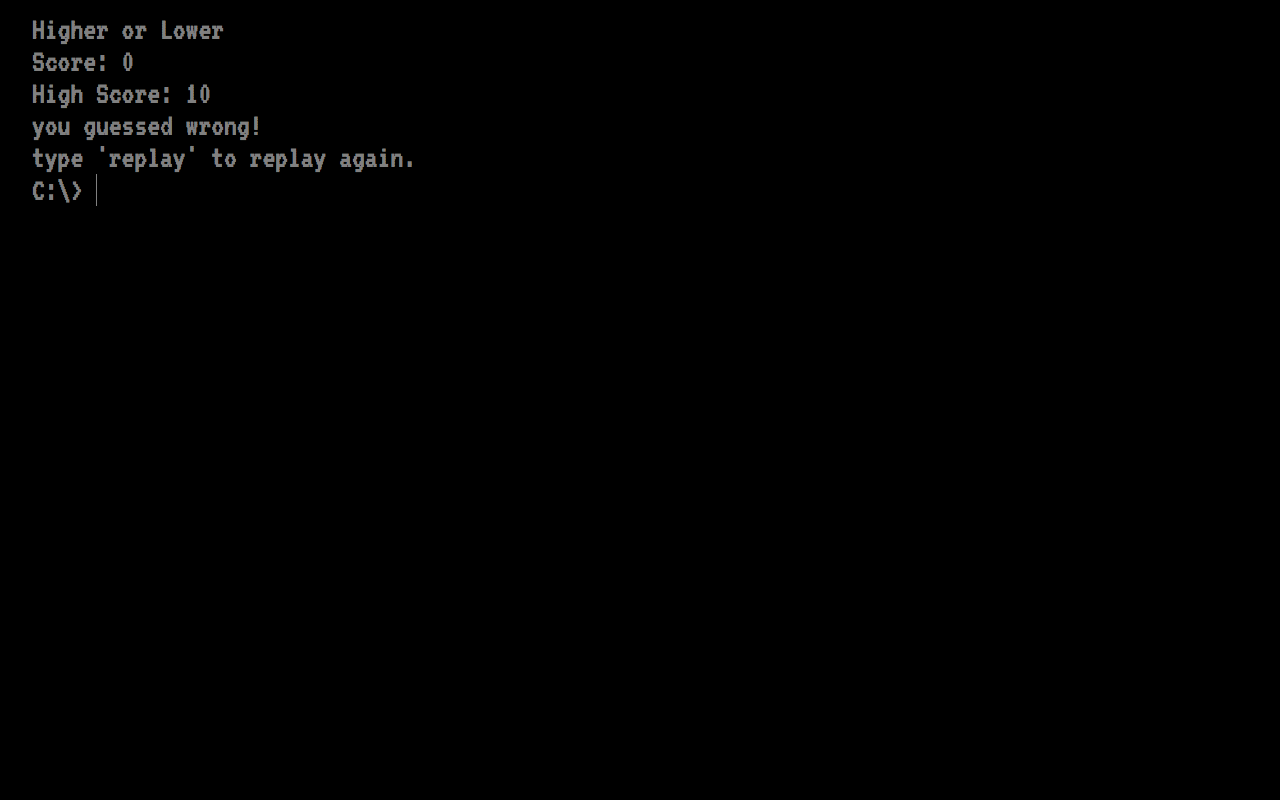 Higher or Lower
Score: 0
High Score: 10
you guessed wrong!
type 'replay' to replay again.
C:\>